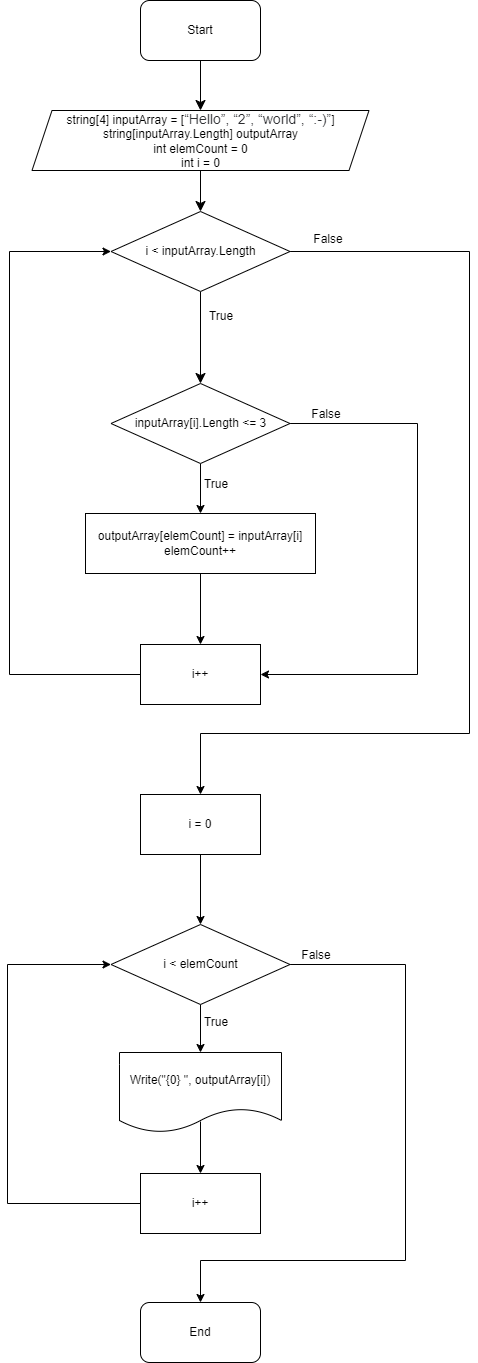 Start
string[4] inputArray = [“Hello”, “2”, “world”, “:-)”]
string[inputArray.Length] outputArray
int elemCount = 0
int i = 0
i < inputArray.Length
False
True
inputArray[i].Length <= 3
False
True
outputArray[elemCount] = inputArray[i]
elemCount++
i++
i = 0
i < elemCount
False
True
Write("{0} ", outputArray[i])
i++
End